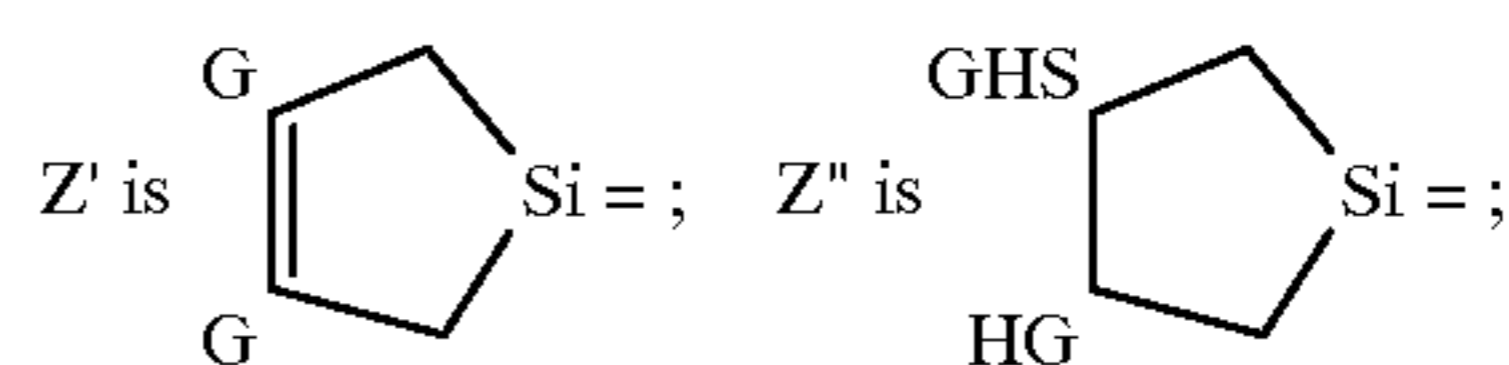 G GHS
Z' is Si = ; Z" is Si = ;
G HG